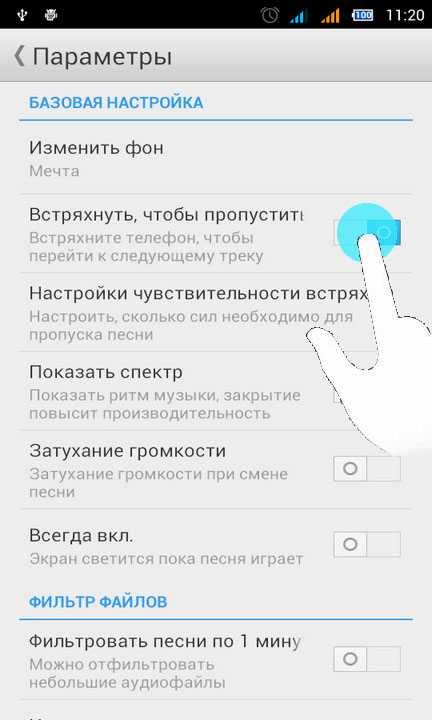 11:20
Параметры
БАЗОВАЯ НАСТРОЙКА
Изменить фон
Мечта
Встряхнуть, чтобы пропустить
Встряхните телефон, чтобы
перейти к следующему треку
Настройки чувствительности встрях
Настроить, сколько сил необходимо для
пропуска песни
Показать спектр
Показать ритм музыки, закрытие
повысит производительность
Затухание громкости
Затухание громкости при смене
песни
Всегда вкл.
Экран светится пока песня играет
ФИЛЬТР ФАЙЛОВ
Фильтровать песни по 1 мину
Можно отфильтровать
небольшие аудиофайлы